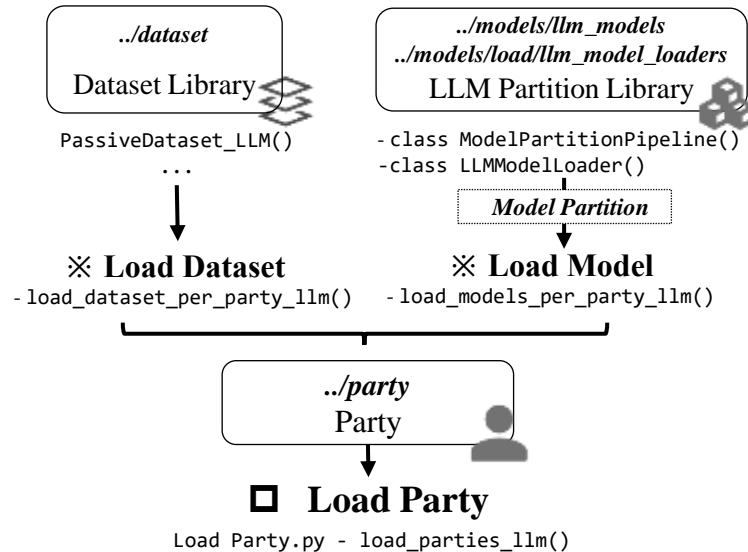 ../dataset
Dataset Library
PassiveDataset_LLM()
...
※ Load Dataset
-load_dataset_per_party_llm()
../models/llm_models
../models/load/llm_model_loaders
LLM Partition Library
-class ModelPartitionPipeline()
-class LLMModelLoader()
Model Partition
※ Load Model
-load_models_per_party_llm()
../party
Party
Load Party
Load Party.py - load_parties_llm()